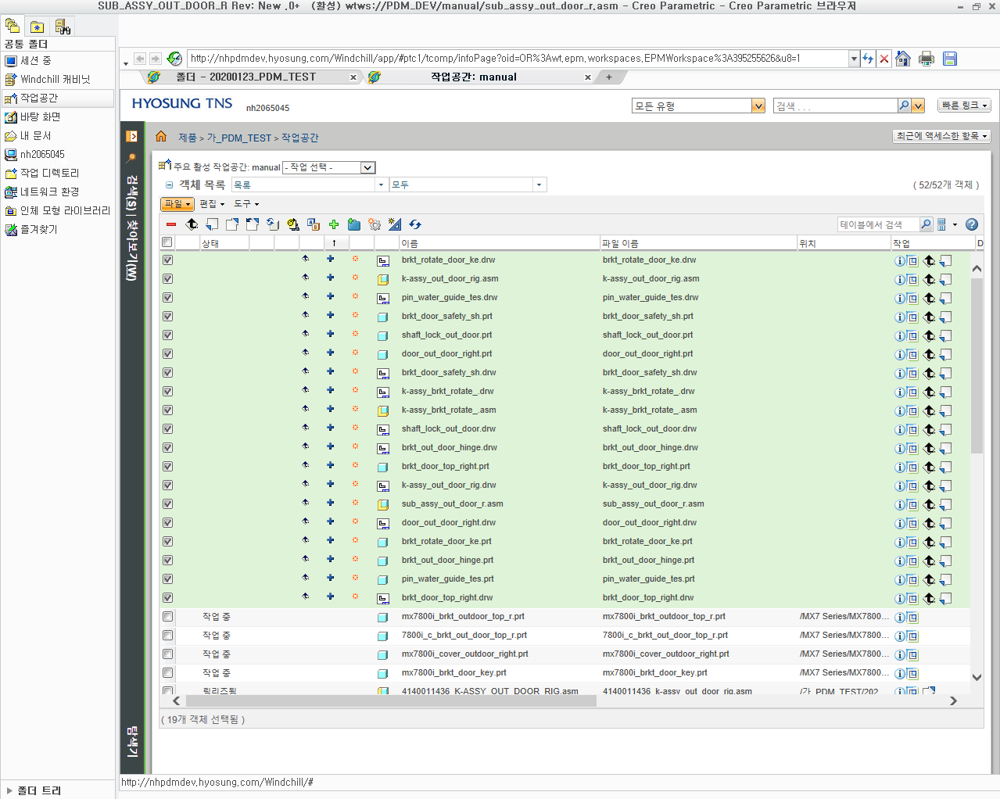 SUB_ASSY_OUT_DOOR_R Rev: New .0+ (활성) wtws://PDM_DEV/manual/sub_assy_out_door_r.asm - Creo Parametric - Creo Parametric 브라우저
공통 폴더
세션 중
Windchill 캐비닛
작업공간
바탕 화면
내 문서
nh2065045
작업 디렉토리
네트워크 환경
인체 모형 라이브러리
즐겨찾기
폴더 트리
http://nhpdmdev.hyosung.com/Windchill/app/#ptc1/tcomp/infoPage?oid=OR%3Awt.epm.workspaces.EPMWorkspace%3A395255626&u8=1
폴더 - 20200123_PDM_TEST
작업공간: manual
HYOSUNG TNS nh2065045
모든 유형
검색 . . .
빠른 링크
제품 > 가_PDM_TEST > 작업공간
최근에 액세스한 항목
검색(S) | 찾아보기(W)
탐색기
주요 활성 작업공간: manual - 작업 선택 -
객체 목록 목록 모두 ( 52/52개 객체 )
파일 편집 도구
테이블에서 검색
상태 이름 파일 이름 위치 작업 D
brkt_rotate_door_ke.drw brkt_rotate_door_ke.drw
k-assy_out_door_rig.asm k-assy_out_door_rig.asm
pin_water_guide_tes.drw pin_water_guide_tes.drw
brkt_door_safety_sh.prt brkt_door_safety_sh.prt
shaft_lock_out_door.prt shaft_lock_out_door.prt
door_out_door_right.prt door_out_door_right.prt
brkt_door_safety_sh.drw brkt_door_safety_sh.drw
k-assy_brkt_rotate_.drw k-assy_brkt_rotate_.drw
k-assy_brkt_rotate_.asm k-assy_brkt_rotate_.asm
shaft_lock_out_door.drw shaft_lock_out_door.drw
brkt_out_door_hinge.drw brkt_out_door_hinge.drw
brkt_door_top_right.prt brkt_door_top_right.prt
k-assy_out_door_rig.drw k-assy_out_door_rig.drw
sub_assy_out_door_r.asm sub_assy_out_door_r.asm
door_out_door_right.drw door_out_door_right.drw
brkt_rotate_door_ke.prt brkt_rotate_door_ke.prt
brkt_out_door_hinge.prt brkt_out_door_hinge.prt
pin_water_guide_tes.prt pin_water_guide_tes.prt
brkt_door_top_right.drw brkt_door_top_right.drw
작업 중 mx7800i_brkt_outdoor_top_r.prt mx7800i_brkt_outdoor_top_r.prt /MX7 Series/MX7800...
작업 중 7800i_c_brkt_out_door_top_r.prt 7800i_c_brkt_out_door_top_r.prt /MX7 Series/MX7800...
작업 중 mx7800i_cover_outdoor_right.prt mx7800i_cover_outdoor_right.prt /MX7 Series/MX7800...
작업 중 mx7800i_brkt_door_key.prt mx7800i_brkt_door_key.prt /MX7 Series/MX7800...
릴리즈됨 4140011436_K-ASSY_OUT_DOOR_RIG.asm 4140011436_k-assy_out_door_rig.asm /가_PDM_TEST/202...
( 19개 객체 선택됨 )
http://nhpdmdev.hyosung.com/Windchill/#